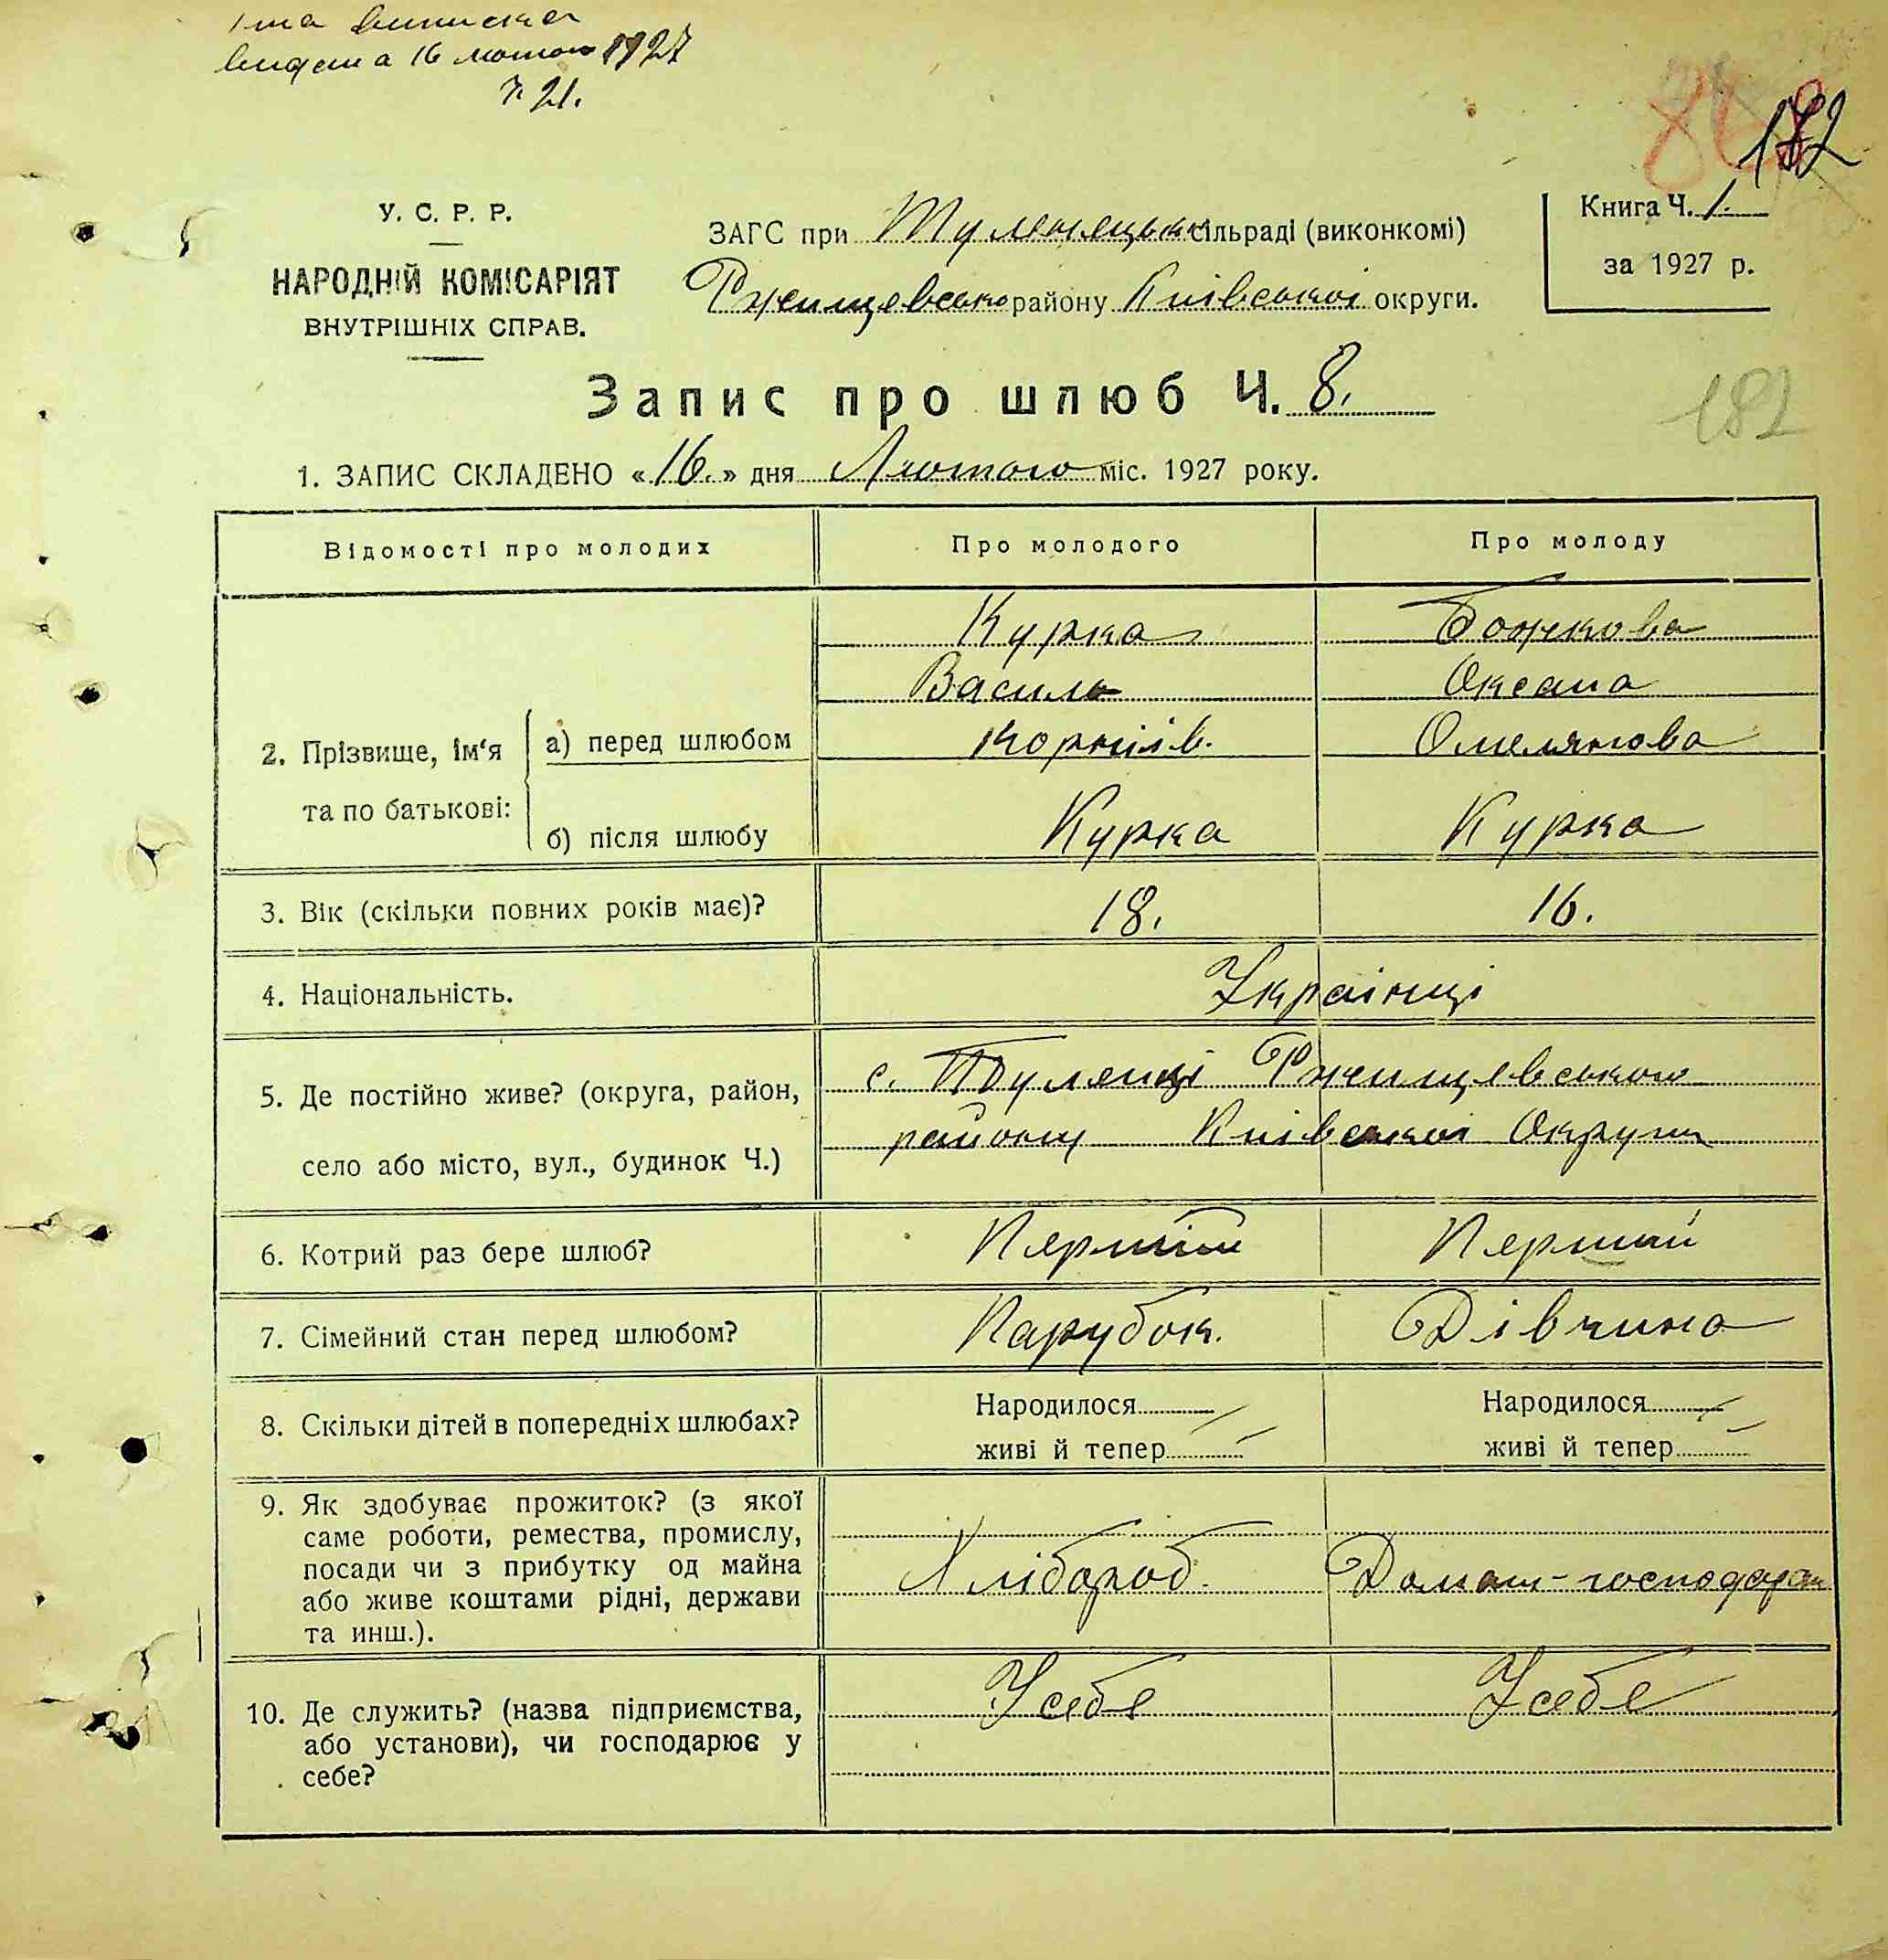 виписка
видана 16 лютого 1927
№ 21.
182
У. С. Р. Р.
НАРОДНІЙ КОМІСАРІЯТ
ВНУТРІШНІХ СПРАВ.
ЗАГС при Тулинецьк сільраді (виконкомі)
Ржищевсько району Київської округи.
Книга Ч. 1.
за 1927 р.
Запис про шлюб Ч. 8.
182
1. ЗАПИС СКЛАДЕНО «16.» дня Лютого міс. 1927 року.
Відомості про молодих Про молодого Про молоду
Курка Божкова
Василь Оксана
2. Прізвище, ім‘я а) перед шлюбом Корніїв. Омелянова
та по батькові: б) після шлюбу Курка Курка
3. Вік (скільки повних років має)? 18. 16.
4. Національність. Українці
5. Де постійно живе? (округа, район, с. Тулинці Ржищевського
село або місто, вул., будинок Ч.) району Київської Округи
6. Котрий раз бере шлюб? Перший Перший
7. Сімейний стан перед шлюбом? Парубок. Дівчина
8. Скільки дітей в попередніх шлюбах? Народилося — Народилося —
живі й тепер — живі й тепер —
9. Як здобуває прожиток? (з якої
саме роботи, ремества, промислу,
посади чи з прибутку од майна
або живе коштами рідні, держави
та инш.).
Хлібороб. Домаш-господар
10. Де служить? (назва підприємства, Усебе Усебе
або установи), чи господарює у
себе?